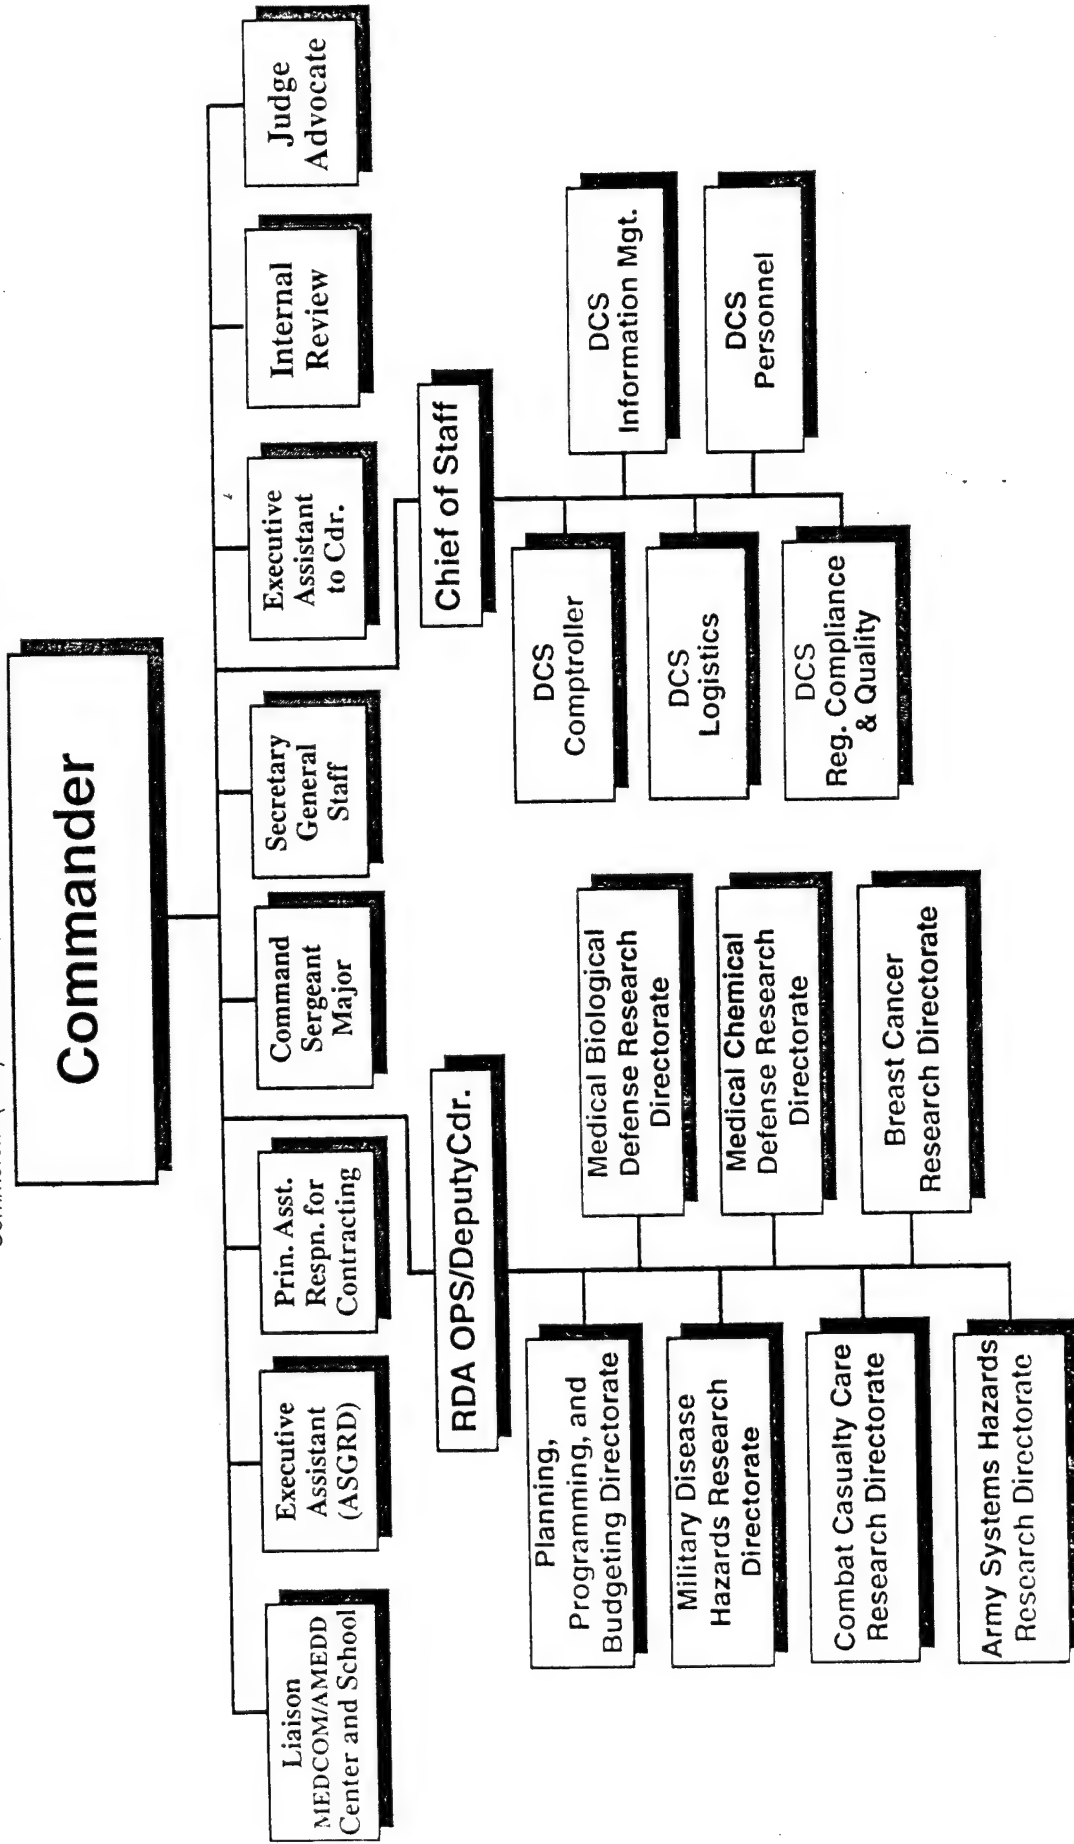 Commander
Liaison
MEDCOM/AMEDD
Center and School
Executive
Assistant
(ASGRD)
Prin. Asst.
Respn. for
Contracting
Command
Sergeant
Major
Secretary
General
Staff
Executive
Assistant
to Cdr.
Internal
Review
Judge
Advocate
RDA OPS/DeputyCdr.
Chief of Staff
Planning,
Programming, and
Budgeting Directorate
Medical Biological
Defense Research
Directorate
Military Disease
Hazards Research
Directorate
Medical Chemical
Defense Research
Directorate
Combat Casualty Care
Research Directorate
Breast Cancer
Research Directorate
Army Systems Hazards
Research Directorate
DCS
Comptroller
DCS
Information Mgt.
DCS
Logistics
DCS
Personnel
DCS
Reg. Compliance
& Quality